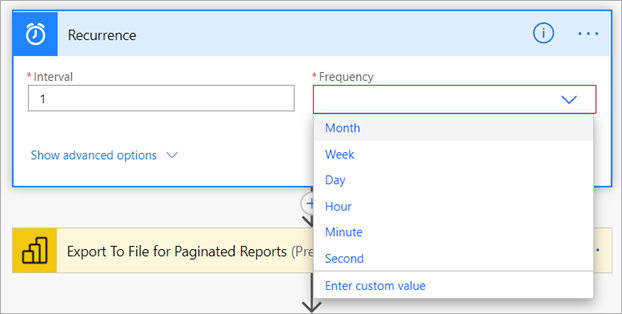 Recurrence
* Interval
* Frequency
1
Month
Show advanced options
Week
Day
Hour
Minute
Export To File for Paginated Reports (Pre
Second
Enter custom value